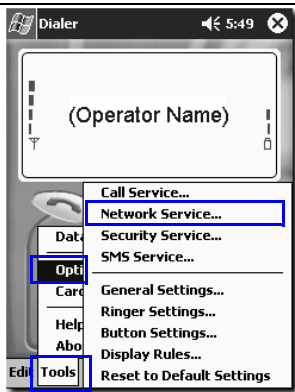 Dialer 5:49
(Operator Name)
Call Service...
Network Service...
Security Service...
SMS Service...
General Settings...
Ringer Settings...
Button Settings...
Display Rules...
Reset to Default Settings
Data
Opti
Card
Help
Abo
Edit Tools